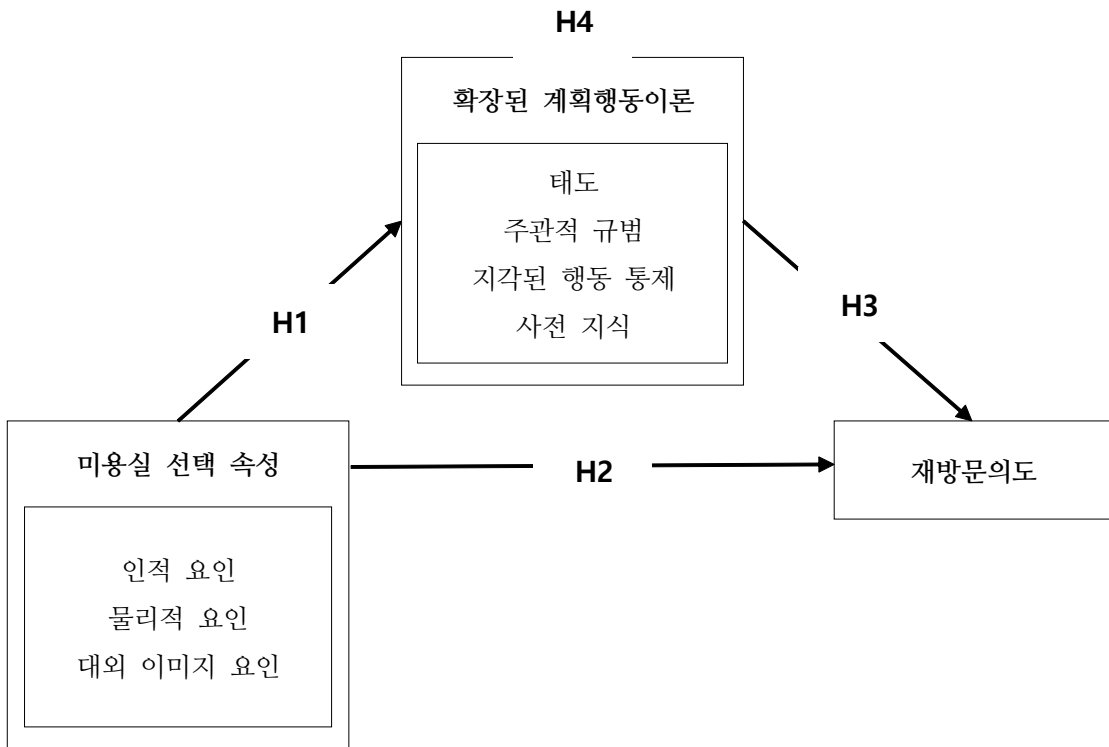 H4
확장된 계획행동이론
태도
주관적 규범
지각된 행동 통제
사전 지식
H1
H3
미용실 선택 속성
H2
재방문의도
인적 요인
물리적 요인
대외 이미지 요인